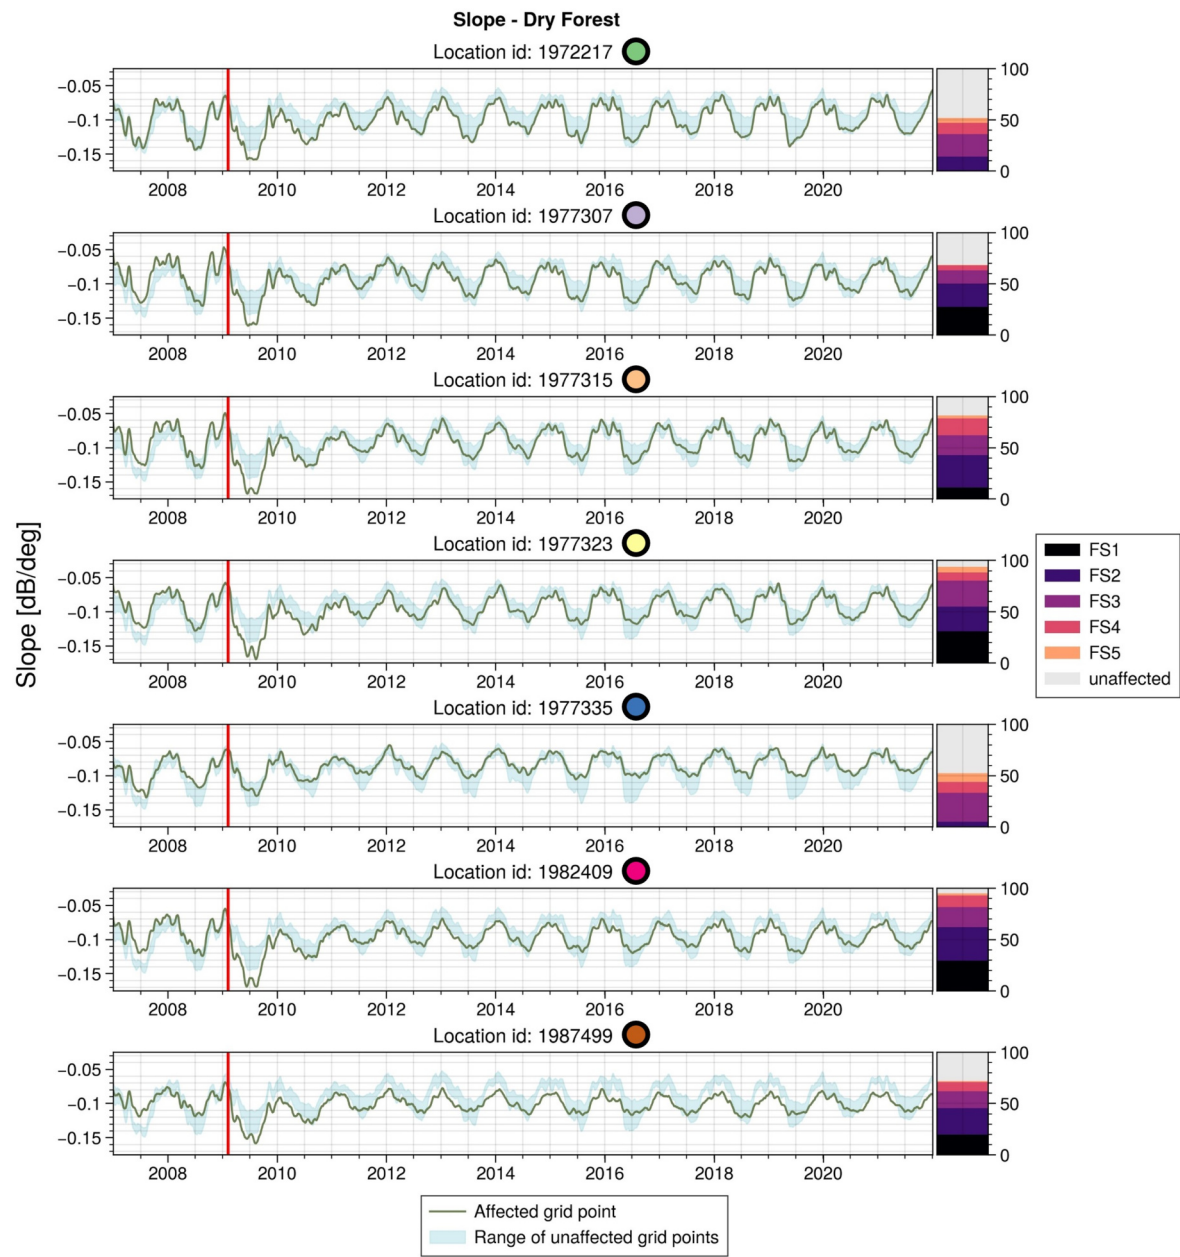 Slope - Dry Forest
Location id: 1972217
−0.05
−0.1
−0.15
100
50
0
2008 2010 2012 2014 2016 2018 2020
Location id: 1977307
−0.05
−0.1
−0.15
100
50
0
2008 2010 2012 2014 2016 2018 2020
Location id: 1977315
−0.05
−0.1
−0.15
100
50
0
2008 2010 2012 2014 2016 2018 2020
Slope [dB/deg]
Location id: 1977323
−0.05
−0.1
−0.15
100
50
0
2008 2010 2012 2014 2016 2018 2020
FS1
FS2
FS3
FS4
FS5
unaffected
Location id: 1977335
−0.05
−0.1
−0.15
100
50
0
2008 2010 2012 2014 2016 2018 2020
Location id: 1982409
−0.05
−0.1
−0.15
100
50
0
2008 2010 2012 2014 2016 2018 2020
Location id: 1987499
−0.05
−0.1
−0.15
100
50
0
2008 2010 2012 2014 2016 2018 2020
Affected grid point
Range of unaffected grid points